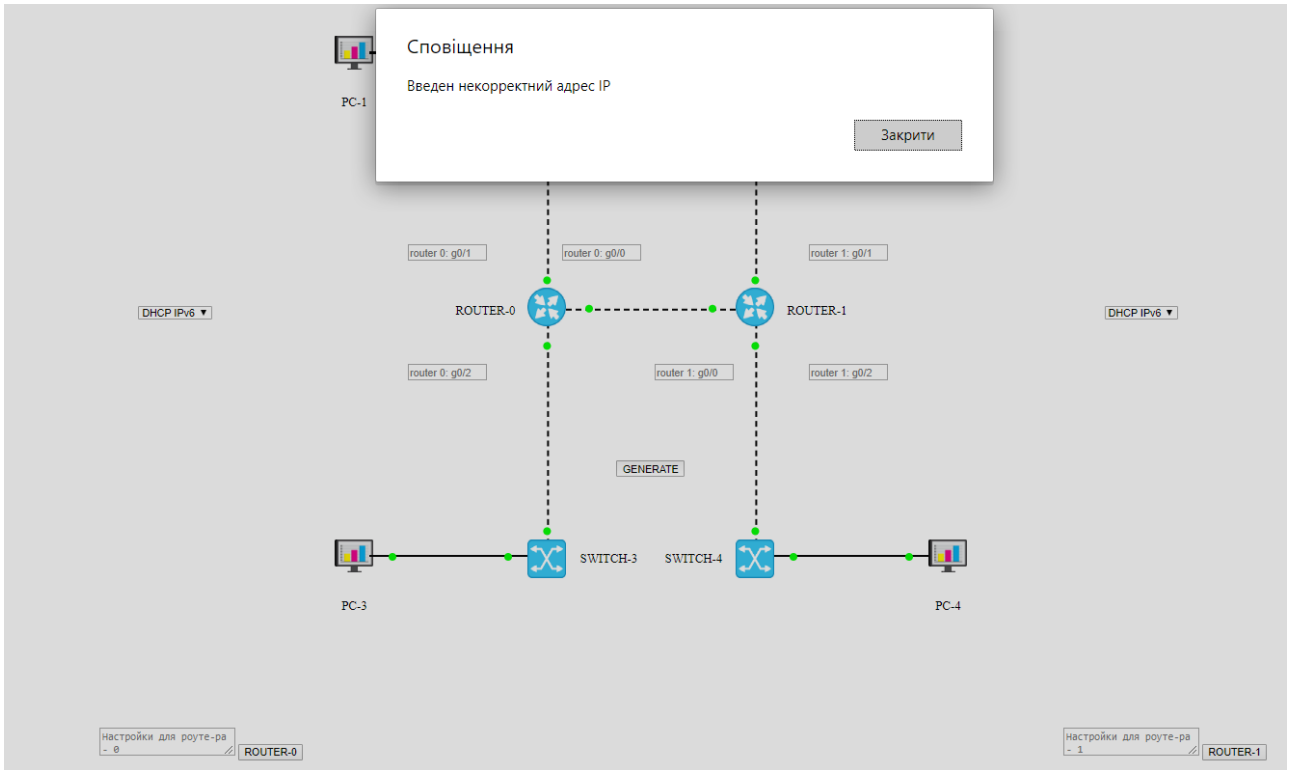 Сповіщення
Введен некорректний адрес IP
Закрити
PC-1
router 0: g0/1
router 0: g0/0
router 1: g0/1
DHCP IPv6 ▼
ROUTER-0
ROUTER-1
DHCP IPv6 ▼
router 0: g0/2
router 1: g0/0
router 1: g0/2
GENERATE
SWITCH-3
SWITCH-4
PC-3
PC-4
Настройки для роуте-ра
- 0
ROUTER-0
Настройки для роуте-ра
- 1
ROUTER-1